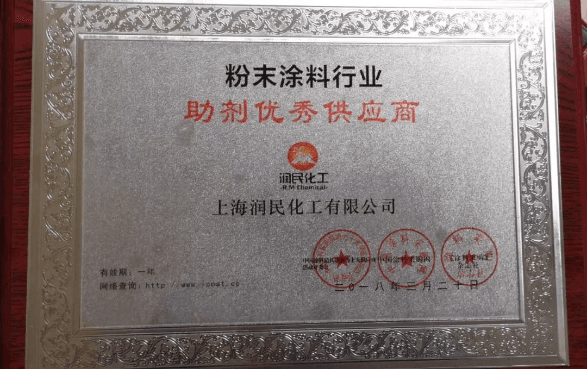 粉末涂料行业
助剂优秀供应商
润民化工
-R M Chemical-
上海润民化工有限公司
有效期：一年
网络查询：http
二〇一八年三月二十日